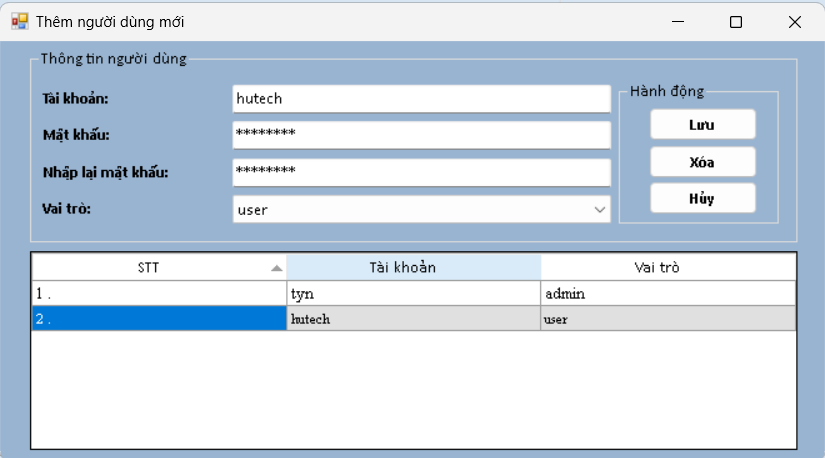 Thêm người dùng mới
Thông tin người dùng
Tài khoản: hutech
Mật khẩu: ********
Nhập lại mật khẩu: ********
Vai trò: user
Hành động
Lưu
Xóa
Hủy
STT Tài khoản Vai trò
1 . tyn admin
2 . hutech user